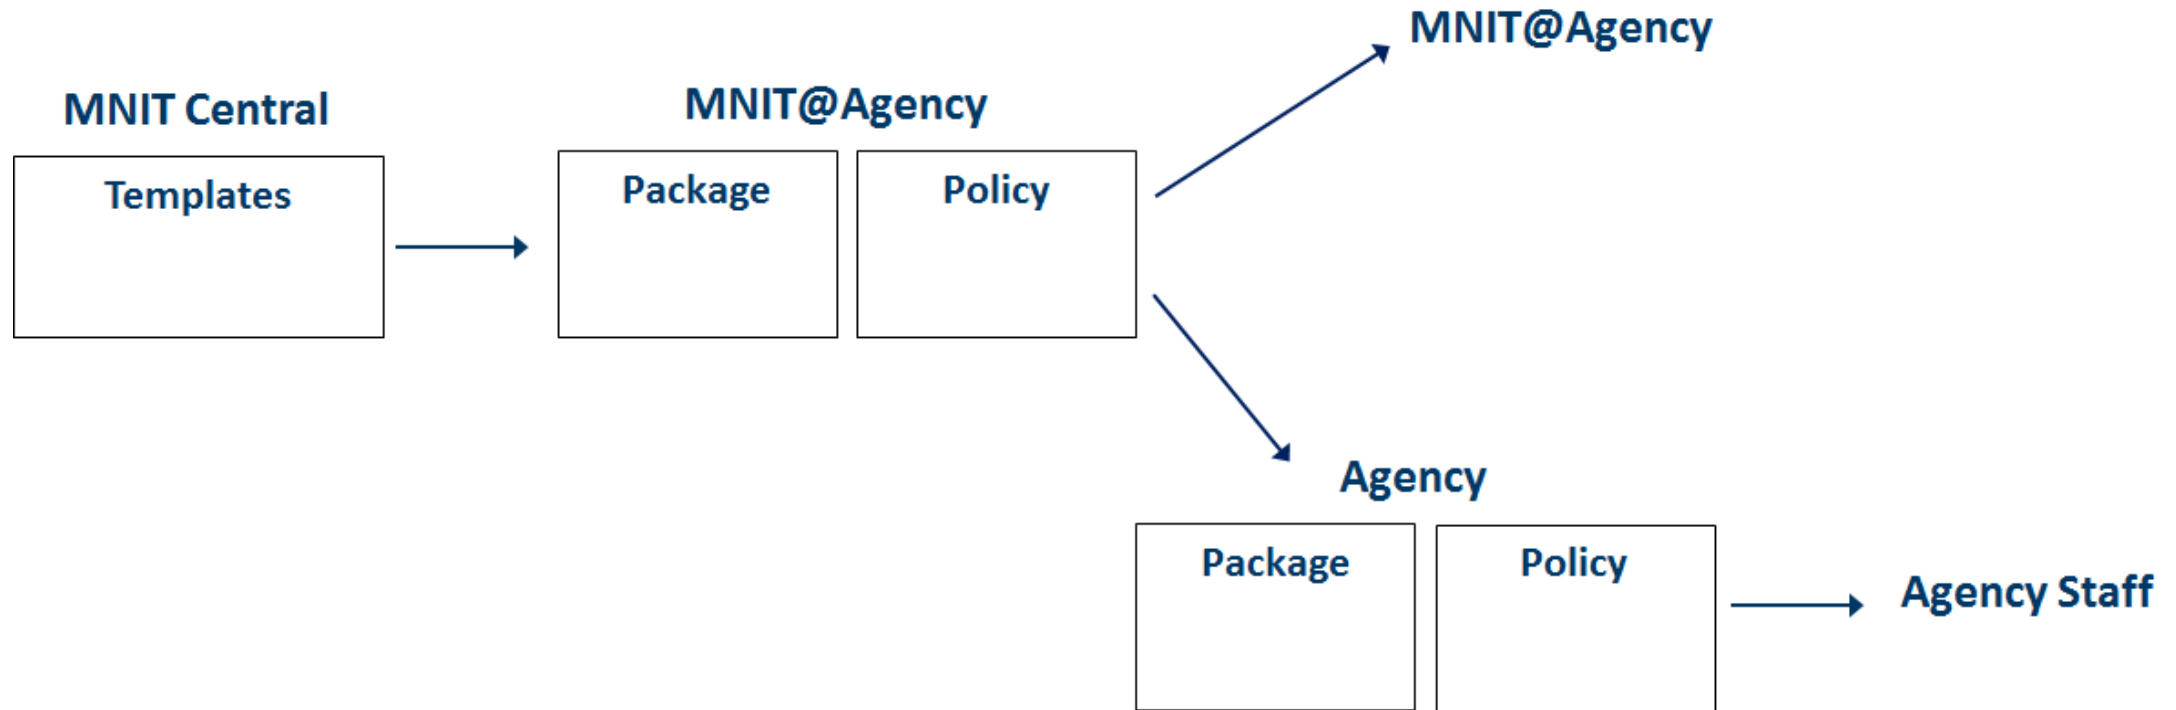 MNIT Central
Templates
MNIT@Agency
Package
Policy
MNIT@Agency
Agency
Package
Policy
Agency Staff